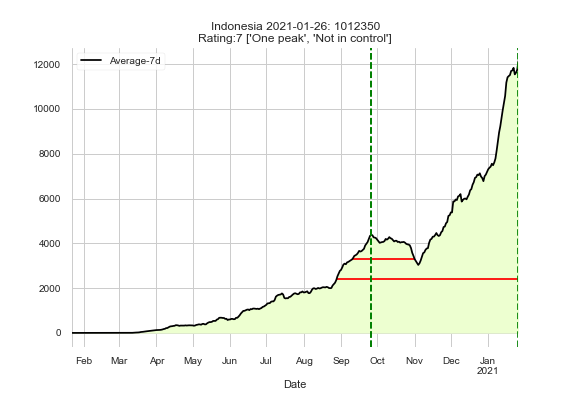 Indonesia 2021-01-26: 1012350
Rating:7 ['One peak', 'Not in control']
Average-7d
12000
10000
8000
6000
4000
2000
0
Feb Mar Apr May Jun Jul Aug Sep Oct Nov Dec Jan
2021
Date